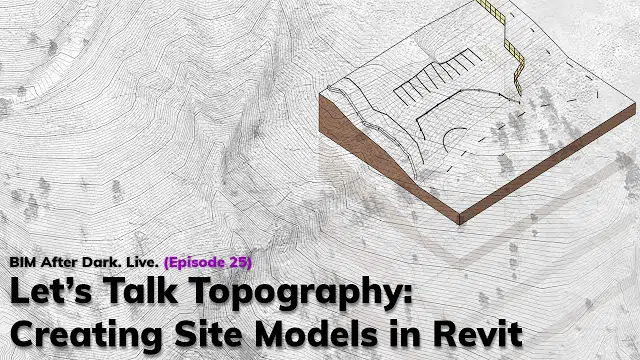 BIM After Dark. Live. (Episode 25)
Let's Talk Topography:
Creating Site Models in Revit